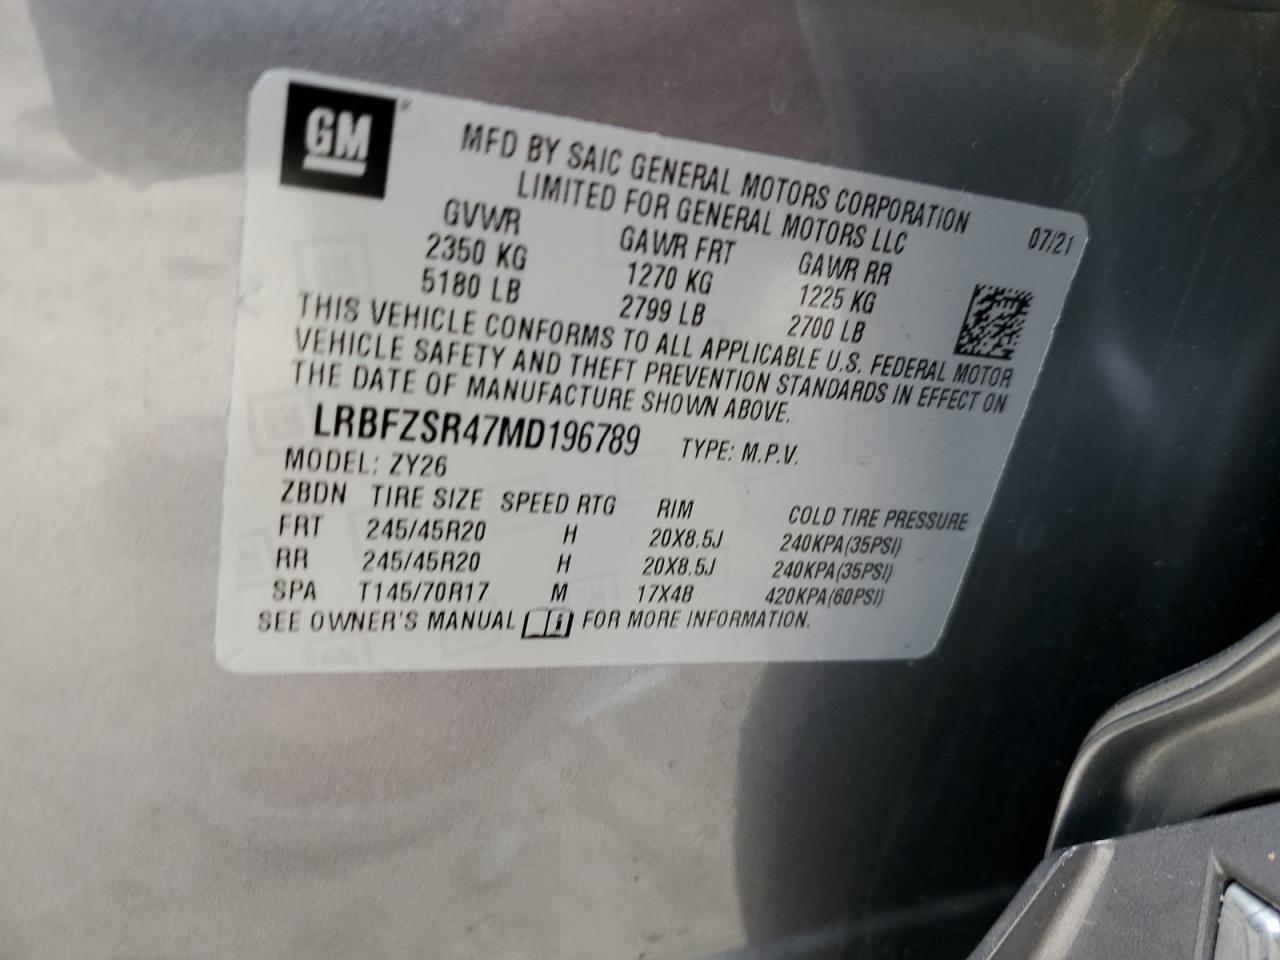 GM
MFD BY SAIC GENERAL MOTORS CORPORATION
LIMITED FOR GENERAL MOTORS LLC
07/21
GVWR GAWR FRT GAWR RR
2350 KG 1270 KG 1225 KG
5180 LB 2799 LB 2700 LB
THIS VEHICLE CONFORMS TO ALL APPLICABLE U.S. FEDERAL MOTOR
VEHICLE SAFETY AND THEFT PREVENTION STANDARDS IN EFFECT ON
THE DATE OF MANUFACTURE SHOWN ABOVE.
LRBFZSR47MD196789 TYPE: M.P.V.
MODEL: ZY26
ZBDN TIRE SIZE SPEED RTG RIM COLD TIRE PRESSURE
FRT 245/45R20 H 20X8.5J 240KPA(35PSI)
RR 245/45R20 H 20X8.5J 240KPA(35PSI)
SPA T145/70R17 M 17X4B 420KPA(60PSI)
SEE OWNER'S MANUAL i FOR MORE INFORMATION.